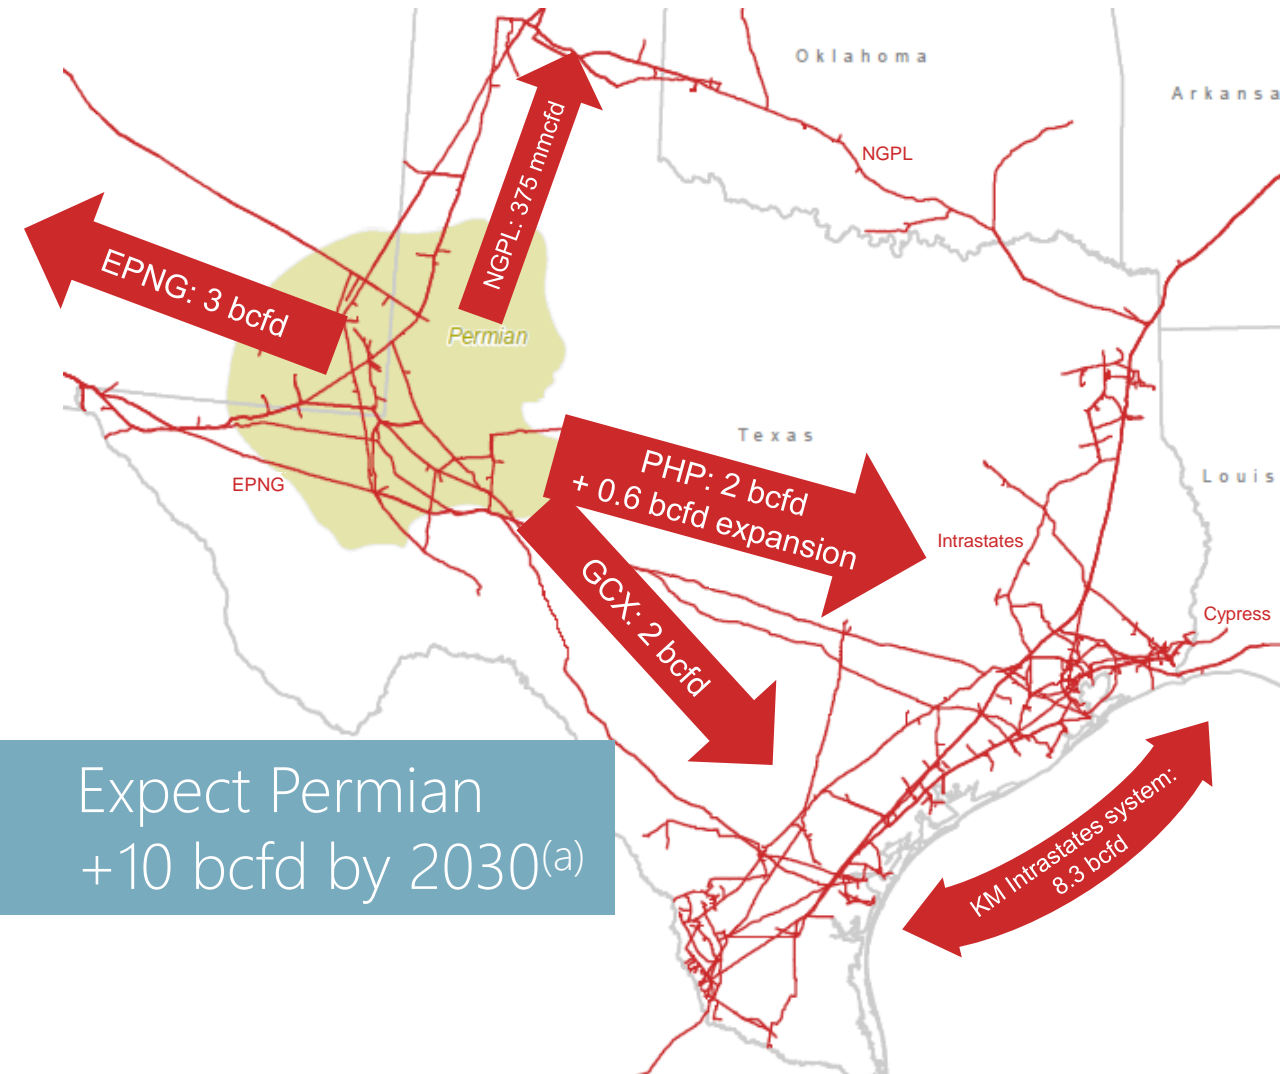 Oklahoma
Arkansa
NGPL
NGPL: 375 mmcfd
EPNG: 3 bcfd
Permian
Texas
PHP: 2 bcfd
+ 0.6 bcfd expansion
Louis
EPNG
Intrastates
GCX: 2 bcfd
Cypress
Expect Permian
+10 bcfd by 2030(a)
KM Intrastates system:
8.3 bcfd